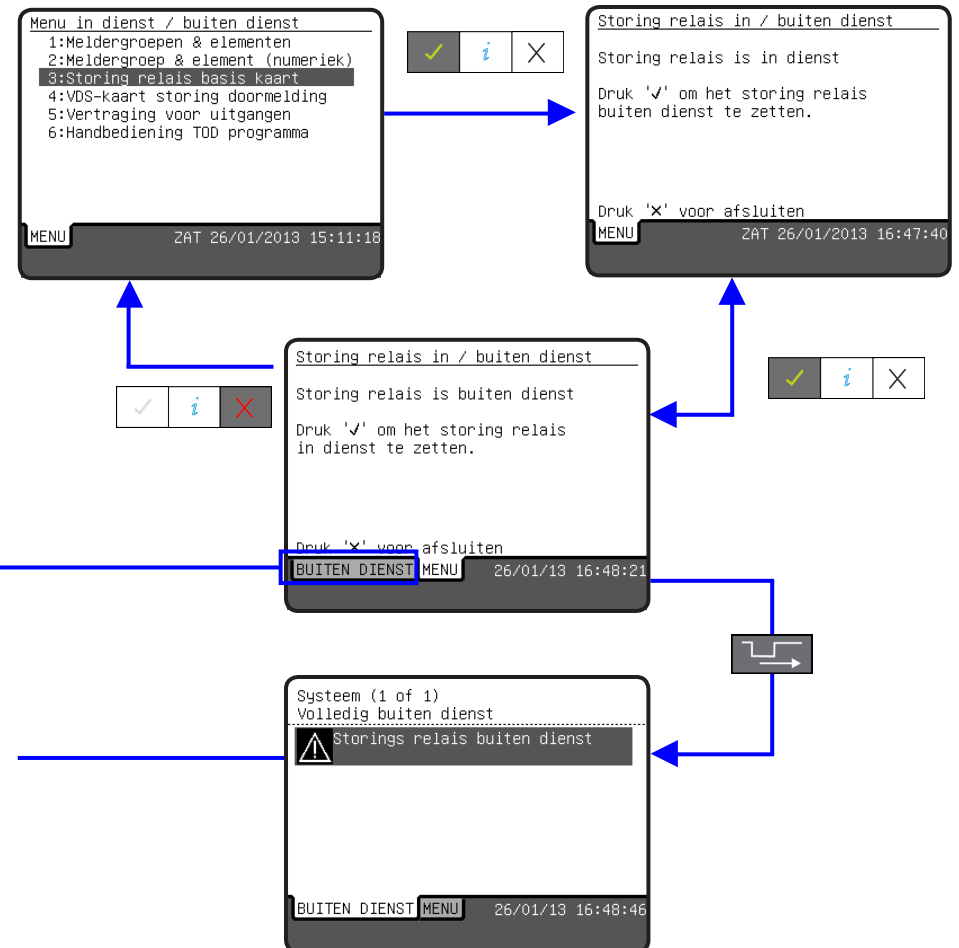 Menu in dienst / buiten dienst
1:Meldergroepen & elementen
2:Meldergroep & element (numeriek)
3:Storing relais basis kaart
4:VDS-kaart storing doormelding
5:Vertraging voor uitgangen
6:Handbediening TOD programma
MENU
ZAT 26/01/2013 15:11:18
✓ i X
Storing relais in / buiten dienst
Storing relais is in dienst
Druk '✓' om het storing relais
buiten dienst te zetten.
Druk 'X' voor afsluiten
MENU
ZAT 26/01/2013 16:47:40
✓ i X
Storing relais in / buiten dienst
Storing relais is buiten dienst
Druk '✓' om het storing relais
in dienst te zetten.
Druk 'X' voor afsluiten
BUITEN DIENST MENU 26/01/13 16:48:21
✓ i X
Systeem (1 of 1)
Volledig buiten dienst
Storings relais buiten dienst
BUITEN DIENST MENU 26/01/13 16:48:46